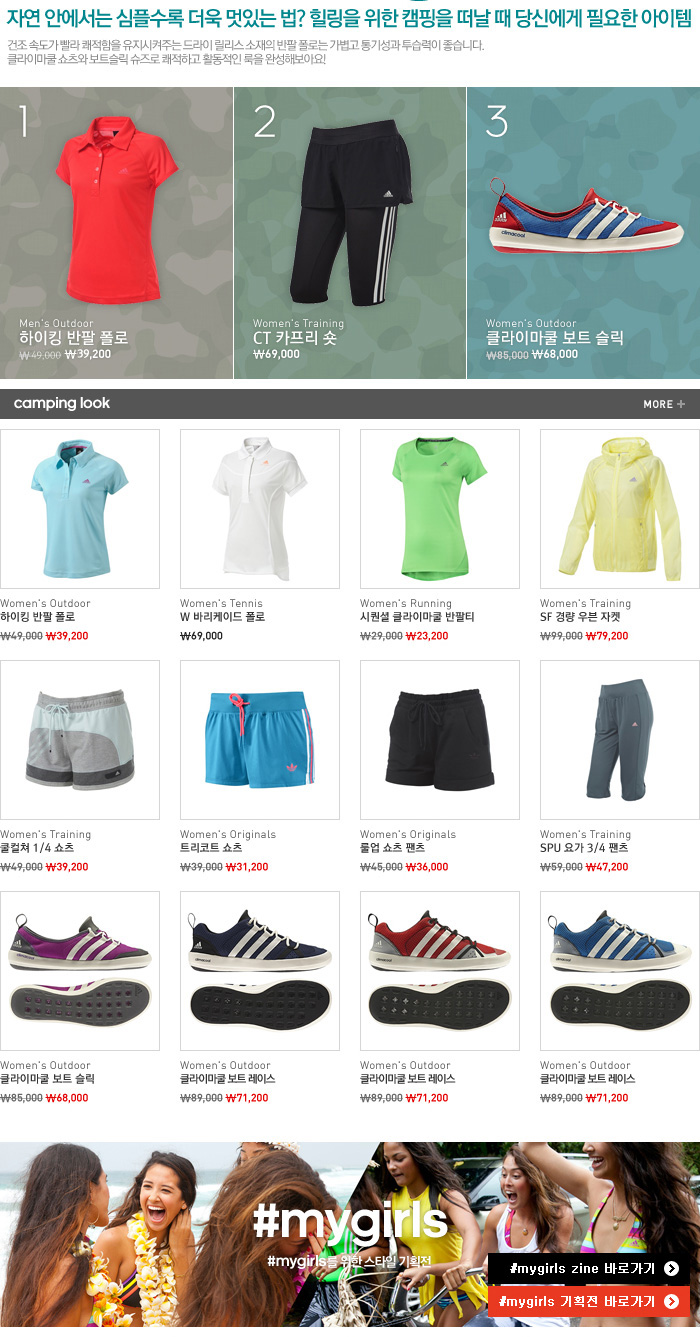 자연 안에서는 심플수록 더욱 멋있는 법? 힐링을 위한 캠핑을 떠날 때 당신에게 필요한 아이템
건조 속도가 빨라 쾌적함을 유지시켜주는 드라이 릴리스 소재의 반팔 폴로는 가볍고 통기성과 투습력이 좋습니다.
클라이마쿨 쇼츠와 보트슬릭 슈즈로 쾌적하고 활동적인 룩을 완성해보아요!
1
Men's Outdoor
하이킹 반팔 폴로
₩49,000 ₩39,200
2
Women's Training
CT 카프리 숏
₩69,000
3
climacool
Women's Outdoor
클라이마쿨 보트 슬릭
₩85,000 ₩68,000
camping look
MORE +
Women's Outdoor
하이킹 반팔 폴로
₩49,000 ₩39,200
Women's Tennis
W 바리케이드 폴로
₩69,000
Women's Running
시퀀셜 클라이마쿨 반팔티
₩29,000 ₩23,200
Women's Training
SF 경량 우븐 자켓
₩99,000 ₩79,200
Women's Training
쿨컬쳐 1/4 쇼츠
₩49,000 ₩39,200
Women's Originals
트리코트 쇼츠
₩39,000 ₩31,200
Women's Originals
롤업 쇼츠 팬츠
₩45,000 ₩36,000
Women's Training
SPU 요가 3/4 팬츠
₩59,000 ₩47,200
Women's Outdoor
클라이마쿨 보트 슬릭
₩85,000 ₩68,000
Women's Outdoor
클라이마쿨 보트 레이스
₩89,000 ₩71,200
Women's Outdoor
클라이마쿨 보트 레이스
₩89,000 ₩71,200
Women's Outdoor
클라이마쿨 보트 레이스
₩89,000 ₩71,200
#mygirls
#mygirls를 위한 스타일 기획전
#mygirls zine 바로가기
#mygirls 기획전 바로가기